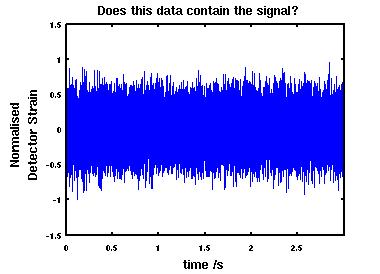 Does this data contain the signal?
1.5
1
0.5
0
-0.5
-1
-1.5
Normalised
Detector Strain
0 0.5 1 1.5 2 2.5
time /s